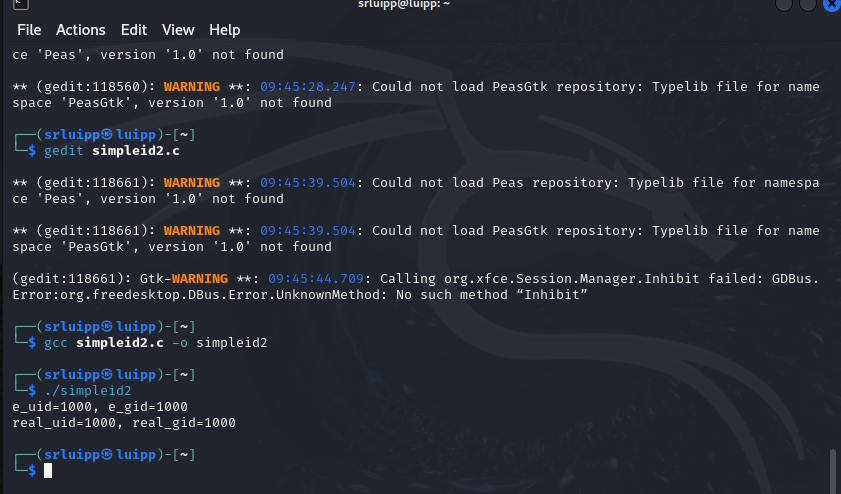 srluipp@luipp: ~
File Actions Edit View Help
ce 'Peas', version '1.0' not found
** (gedit:118560): WARNING **: 09:45:28.247: Could not load PeasGtk repository: Typelib file for name
space 'PeasGtk', version '1.0' not found
┌──(srluipp㉿luipp)-[~]
└─$ gedit simpleid2.c
** (gedit:118661): WARNING **: 09:45:39.504: Could not load Peas repository: Typelib file for namespa
ce 'Peas', version '1.0' not found
** (gedit:118661): WARNING **: 09:45:39.504: Could not load PeasGtk repository: Typelib file for name
space 'PeasGtk', version '1.0' not found
(gedit:118661): Gtk-WARNING **: 09:45:44.709: Calling org.xfce.Session.Manager.Inhibit failed: GDBus.
Error:org.freedesktop.DBus.Error.UnknownMethod: No such method “Inhibit”
┌──(srluipp㉿luipp)-[~]
└─$ gcc simpleid2.c -o simpleid2
┌──(srluipp㉿luipp)-[~]
└─$ ./simpleid2
e_uid=1000, e_gid=1000
real_uid=1000, real_gid=1000
┌──(srluipp㉿luipp)-[~]
└─$